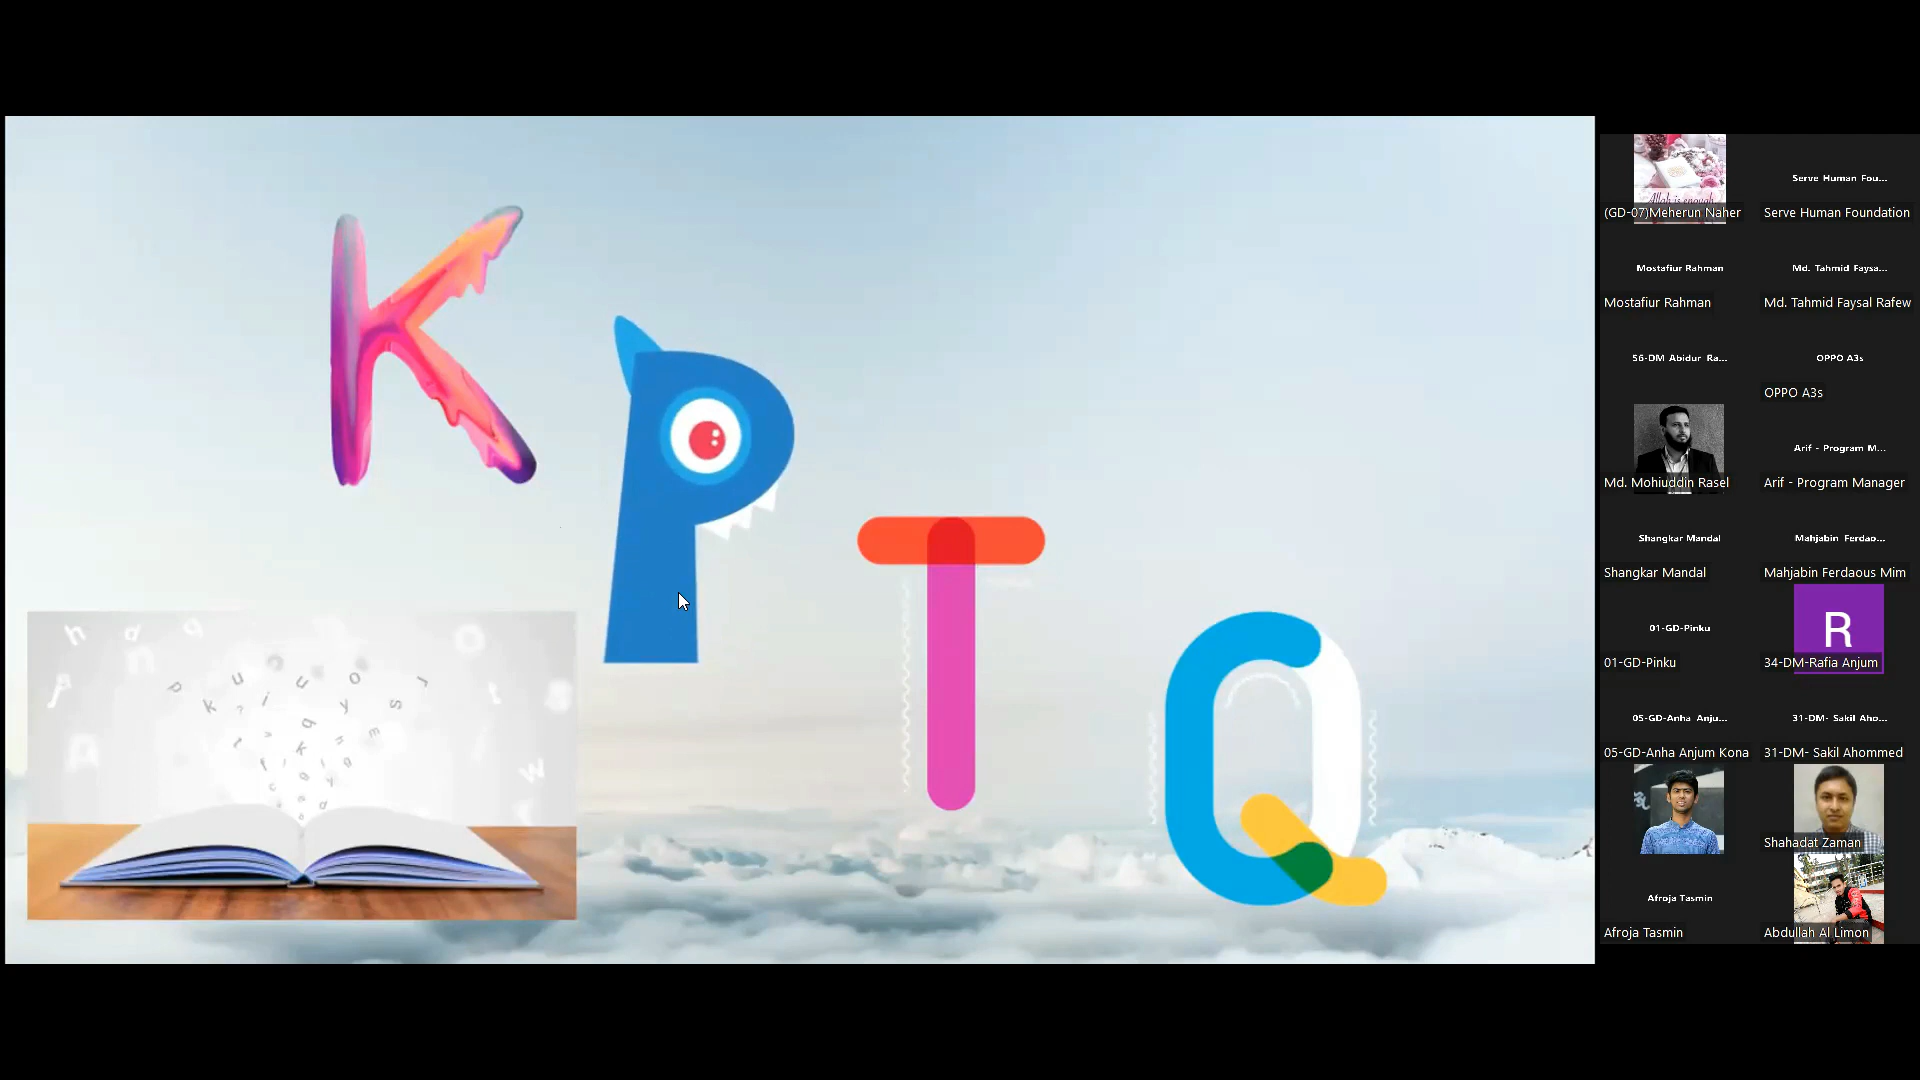 K
P
T
Q
Allah is enough
(GD-07)Meherun Naher
Serve Human Fou...
Serve Human Foundation
Mostafiur Rahman
Mostafiur Rahman
Md. Tahmid Faysa...
Md. Tahmid Faysal Rafew
56-DM Abidur Ra...
OPPO A3s
OPPO A3s
Md. Mohiuddin Rasel
Arif - Program M...
Arif - Program Manager
Shangkar Mandal
Shangkar Mandal
Mahjabin Ferdao...
Mahjabin Ferdaous Mim
01-GD-Pinku
01-GD-Pinku
R
34-DM-Rafia Anjum
05-GD-Anha Anju...
05-GD-Anha Anjum Kona
31-DM- Sakil Aho...
31-DM- Sakil Ahommed
Shahadat Zaman
Afroja Tasmin
Afroja Tasmin
Abdullah Al Limon